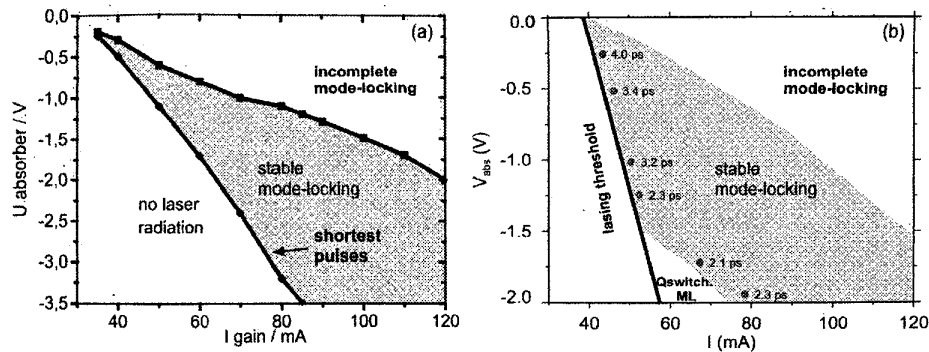 (a)
0,0
-0,5
-1,0
-1,5
-2,0
-2,5
-3,0
-3,5
U absorber / V
incomplete
mode-locking
stable
mode-locking
no laser
radiation
shortest
pulses
40 60 80 100 120
I gain / mA
(b)
0.0
-0.5
-1.0
-1.5
-2.0
V abs (V)
4.0 ps
3.4 ps
3.2 ps
2.3 ps
2.1 ps
2.3 ps
incomplete
mode-locking
lasing threshold
stable
mode-locking
Qswitch.
ML
40 60 80 100 120
I (mA)